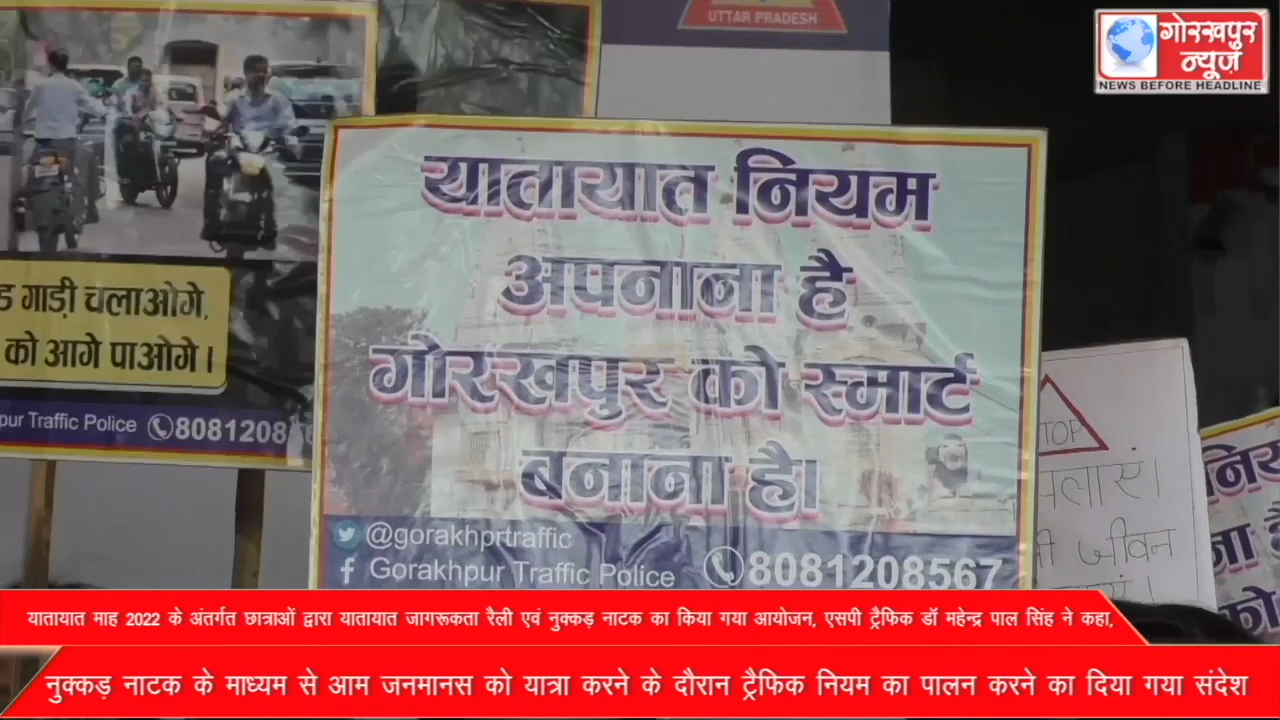 UTTAR PRADESH
गोरखपुर
न्यूज़
NEWS BEFORE HEADLINE
यातायात नियम
अपनाना है
गोरखपुर को स्मार्ट
बनाना है।
@gorakhprtraffic
Gorakhpur Traffic Police 8081208567
गाड़ी चलाओगे,
को आगे पाओगे।
Traffic Police 8081208
TOP
जीवन
यातायात माह 2022 के अंतर्गत छात्राओं द्वारा यातायात जागरूकता रैली एवं नुक्कड़ नाटक का किया गया आयोजन, एसपी ट्रैफिक डॉ महेन्द्र पाल सिंह ने कहा,
नुक्कड़ नाटक के माध्यम से आम जनमानस को यात्रा करने के दौरान ट्रैफिक नियम का पालन करने का दिया गया संदेश